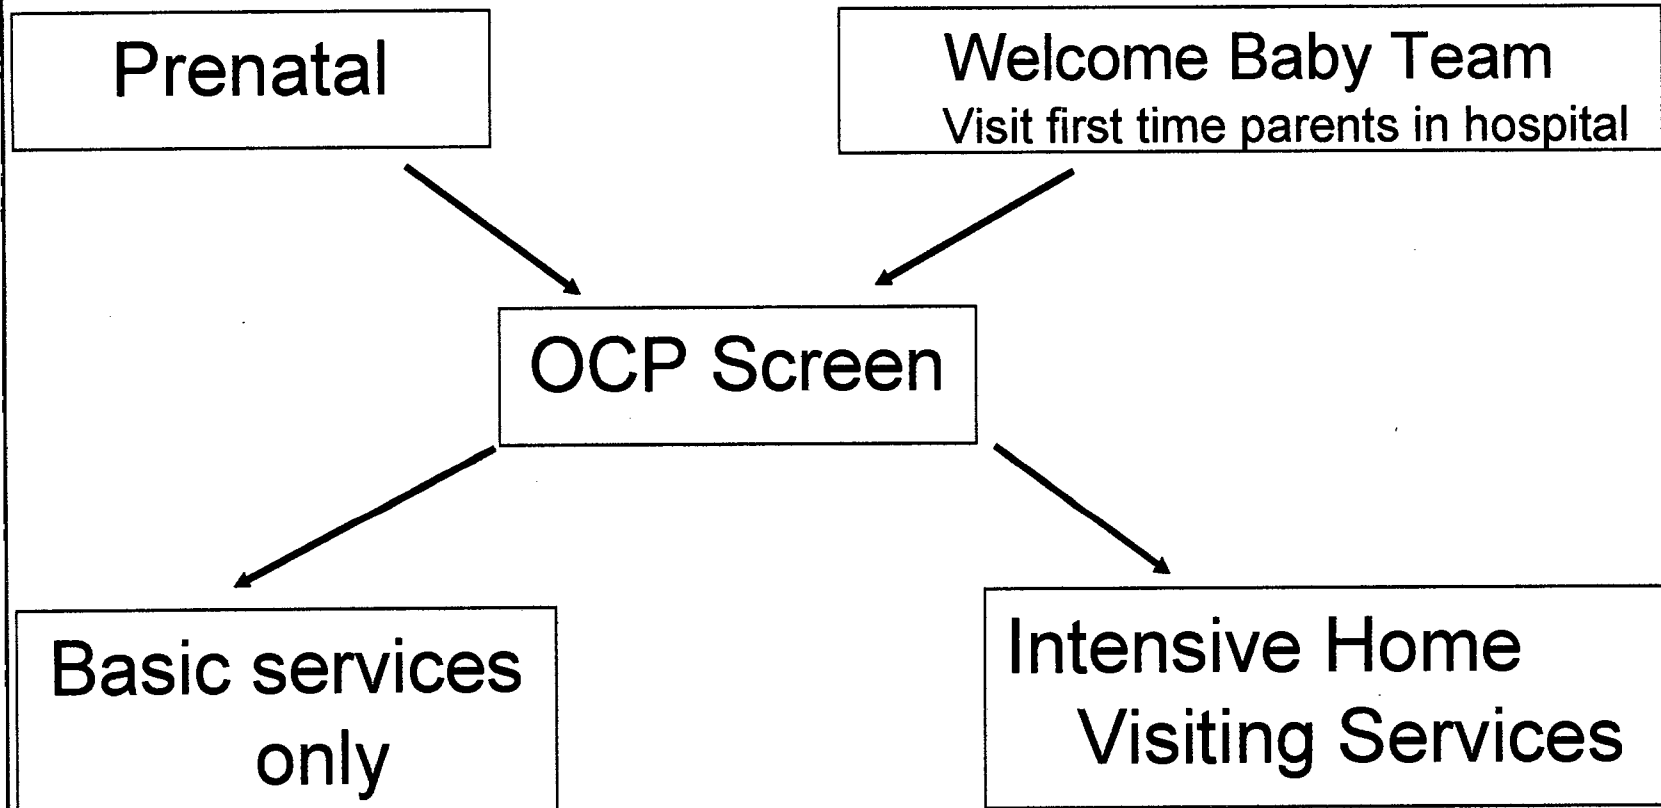 Prenatal
Welcome Baby Team
Visit first time parents in hospital
OCP Screen
Basic services
only
Intensive Home
Visiting Services